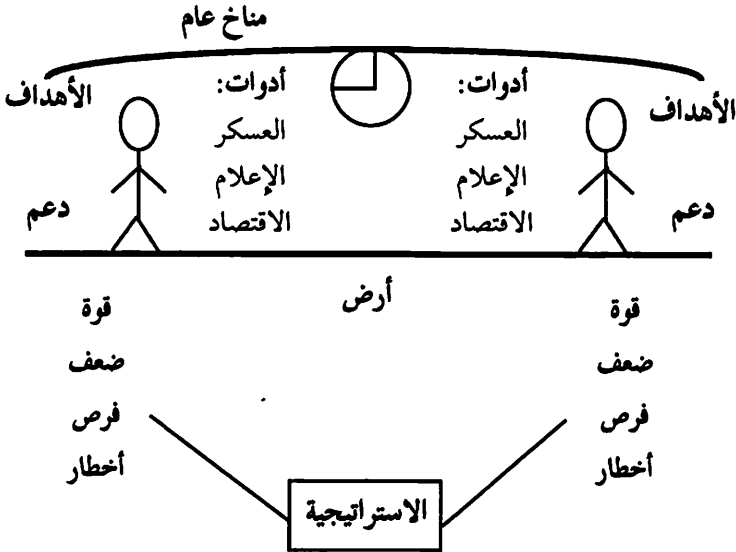 مناخ عام
الأهداف
أدوات:
العسكر
الإعلام
الاقتصاد
دعم
الأهداف
أدوات:
العسكر
الإعلام
الاقتصاد
دعم
أرض
قوة
ضعف
فرص
أخطار
قوة
ضعف
فرص
أخطار
الاستراتيجية